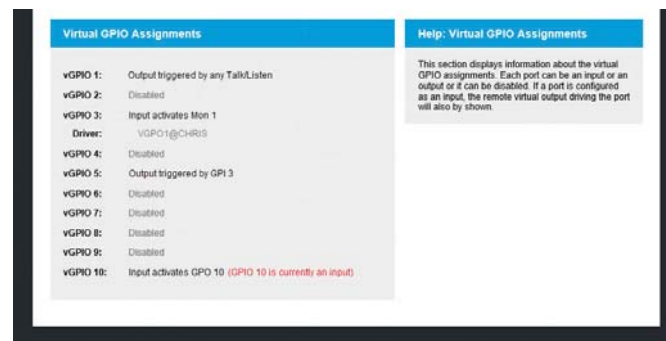 Virtual GPIO Assignments
vGPIO 1: Output triggered by any Talk/Listen
vGPIO 2: Disabled
vGPIO 3: Input activates Mon 1
Driver: VGPO1@CHRIS
vGPIO 4: Disabled
vGPIO 5: Output triggered by GPI 3
vGPIO 6: Disabled
vGPIO 7: Disabled
vGPIO 8: Disabled
vGPIO 9: Disabled
vGPIO 10: Input activates GPO 10 (GPIO 10 is currently an input)
Help: Virtual GPIO Assignments
This section displays information about the virtual
GPIO assignments. Each port can be an input or an
output or it can be disabled. If a port is configured
as an input, the remote virtual output driving the port
will also by shown.